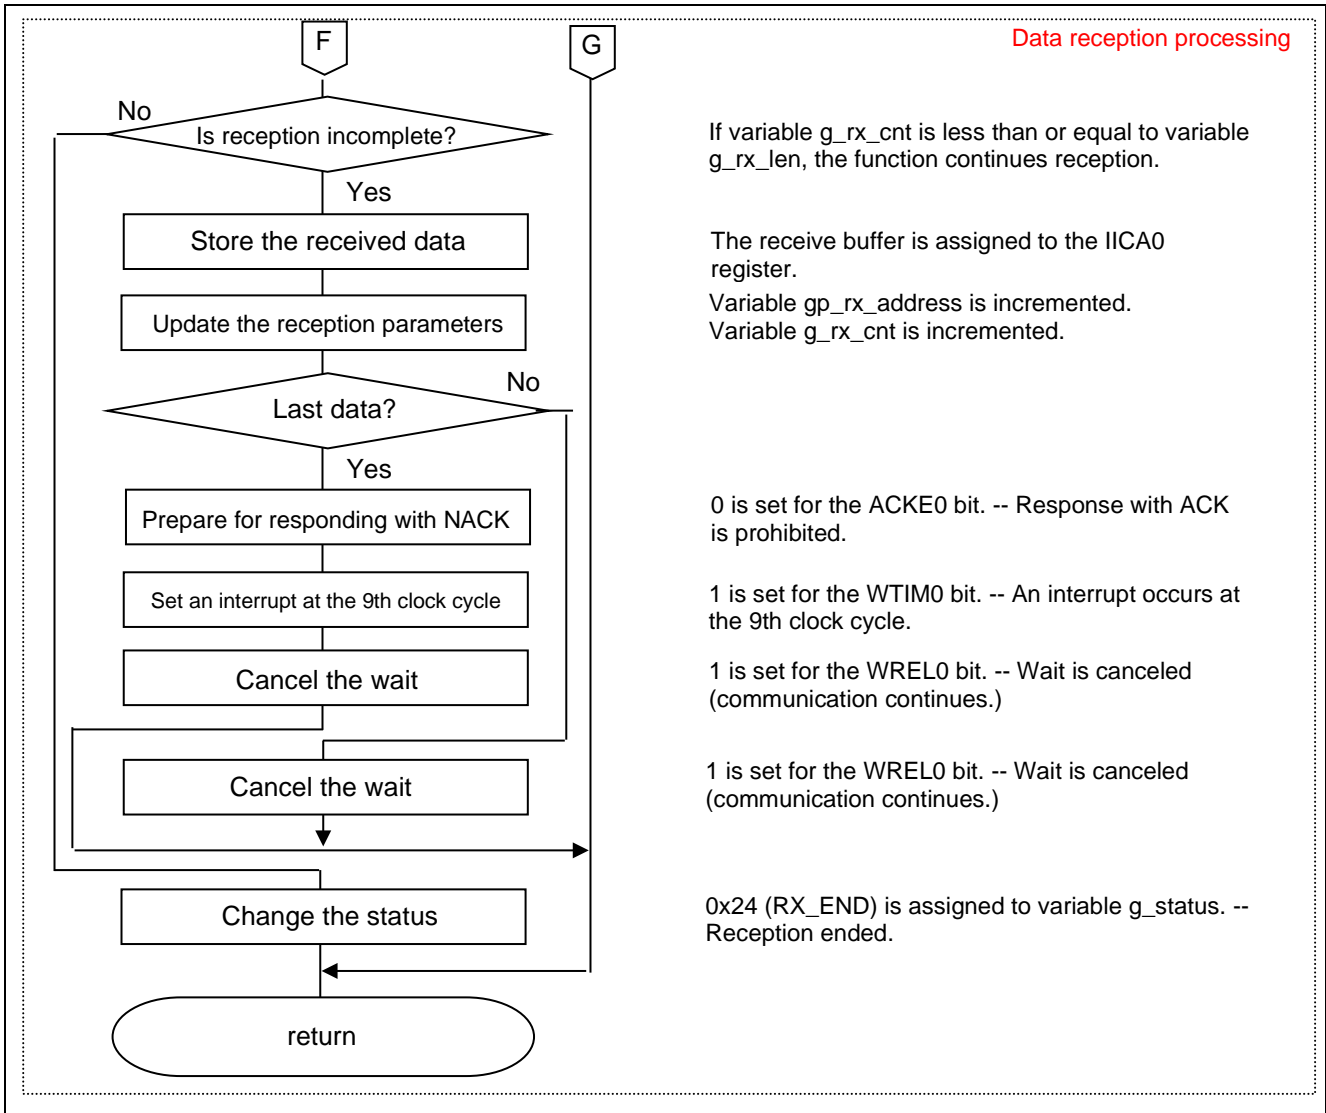 F
G
Data reception processing
No
Is reception incomplete?
If variable g_rx_cnt is less than or equal to variable
g_rx_len, the function continues reception.
Yes
Store the received data
The receive buffer is assigned to the IICA0
register.
Update the reception parameters
Variable gp_rx_address is incremented.
Variable g_rx_cnt is incremented.
No
Last data?
Yes
Prepare for responding with NACK
0 is set for the ACKE0 bit. -- Response with ACK
is prohibited.
Set an interrupt at the 9th clock cycle
1 is set for the WTIM0 bit. -- An interrupt occurs at
the 9th clock cycle.
Cancel the wait
1 is set for the WREL0 bit. -- Wait is canceled
(communication continues.)
Cancel the wait
1 is set for the WREL0 bit. -- Wait is canceled
(communication continues.)
Change the status
0x24 (RX_END) is assigned to variable g_status. --
Reception ended.
return